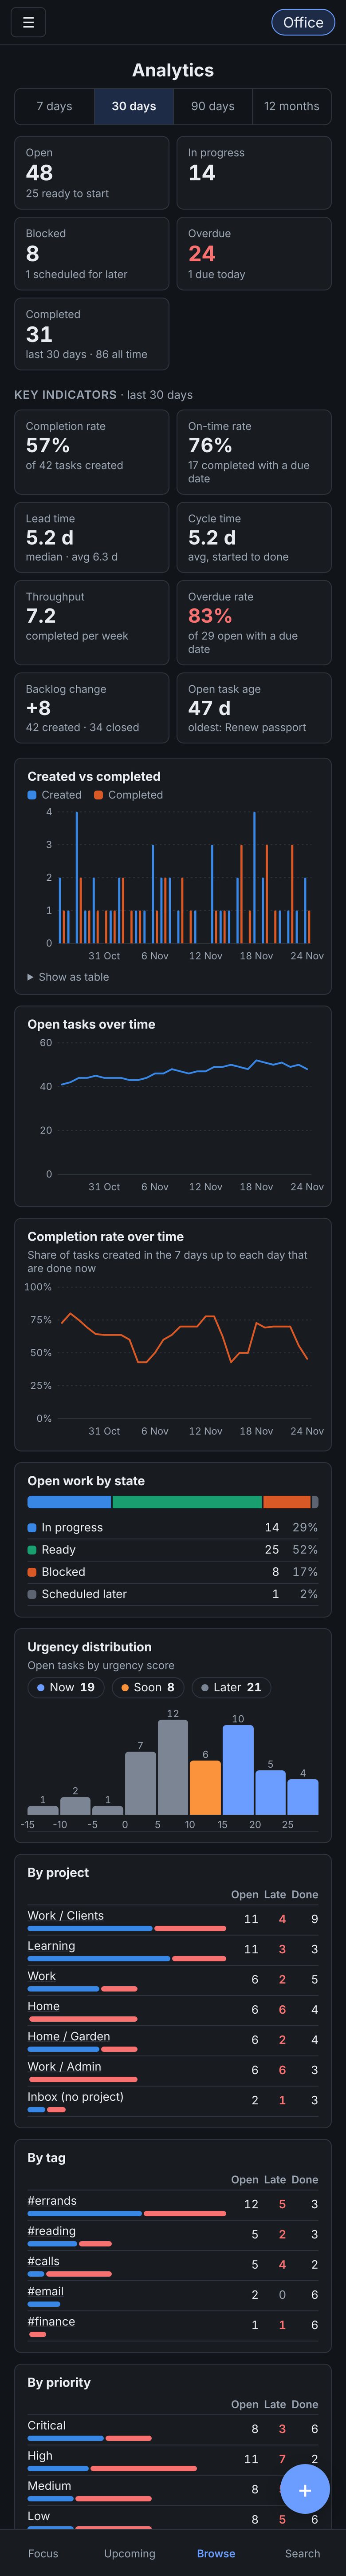 ☰ Office
Analytics
7 days 30 days 90 days 12 months
Open
48
25 ready to start
In progress
14
Blocked
8
1 scheduled for later
Overdue
24
1 due today
Completed
31
last 30 days · 86 all time
KEY INDICATORS · last 30 days
Completion rate
57%
of 42 tasks created
On-time rate
76%
17 completed with a due
date
Lead time
5.2 d
median · avg 6.3 d
Cycle time
5.2 d
avg, started to done
Throughput
7.2
completed per week
Overdue rate
83%
of 29 open with a due
date
Backlog change
+8
42 created · 34 closed
Open task age
47 d
oldest: Renew passport
Created vs completed
Created Completed
4
3
2
1
0
31 Oct 6 Nov 12 Nov 18 Nov 24 Nov
▶ Show as table
Open tasks over time
60
40
20
0
31 Oct 6 Nov 12 Nov 18 Nov 24 Nov
Completion rate over time
Share of tasks created in the 7 days up to each day that
are done now
100%
75%
50%
25%
0%
31 Oct 6 Nov 12 Nov 18 Nov 24 Nov
Open work by state
In progress 14 29%
Ready 25 52%
Blocked 8 17%
Scheduled later 1 2%
Urgency distribution
Open tasks by urgency score
Now 19 Soon 8 Later 21
1 2 1 7 12 6 10 5 4
-15 -10 -5 0 5 10 15 20 25
By project
Open Late Done
Work / Clients 11 4 9
Learning 11 3 3
Work 6 2 5
Home 6 6 4
Home / Garden 6 2 4
Work / Admin 6 6 3
Inbox (no project) 2 1 3
By tag
Open Late Done
#errands 12 5 3
#reading 5 2 3
#calls 5 4 2
#email 2 0 6
#finance 1 1 6
By priority
Open Late Done
Critical 8 3 6
High 11 7 2
Medium 8
Low 8 5 6
+
Focus Upcoming Browse Search